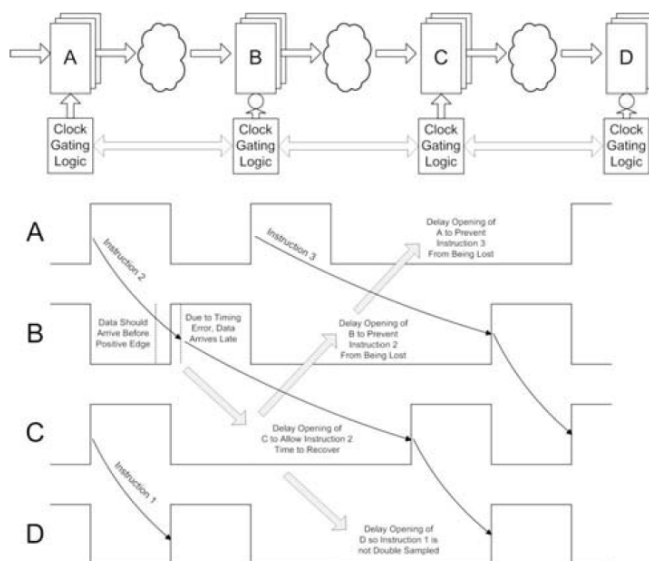 A
B
C
D
Clock
Gating
Logic
Clock
Gating
Logic
Clock
Gating
Logic
Clock
Gating
Logic
A
Instruction 2
Instruction 3
Delay Opening of
A to Prevent
Instruction 3
From Being Lost
B
Data Should
Arrive Before
Positive Edge
Due to Timing
Error, Data
Arrives Late
Delay Opening of
B to Prevent
Instruction 2
From Being Lost
C
Instruction 1
Delay Opening of
C to Allow Instruction 2
Time to Recover
D
Delay Opening of
D so Instruction 1 is
not Double Sampled